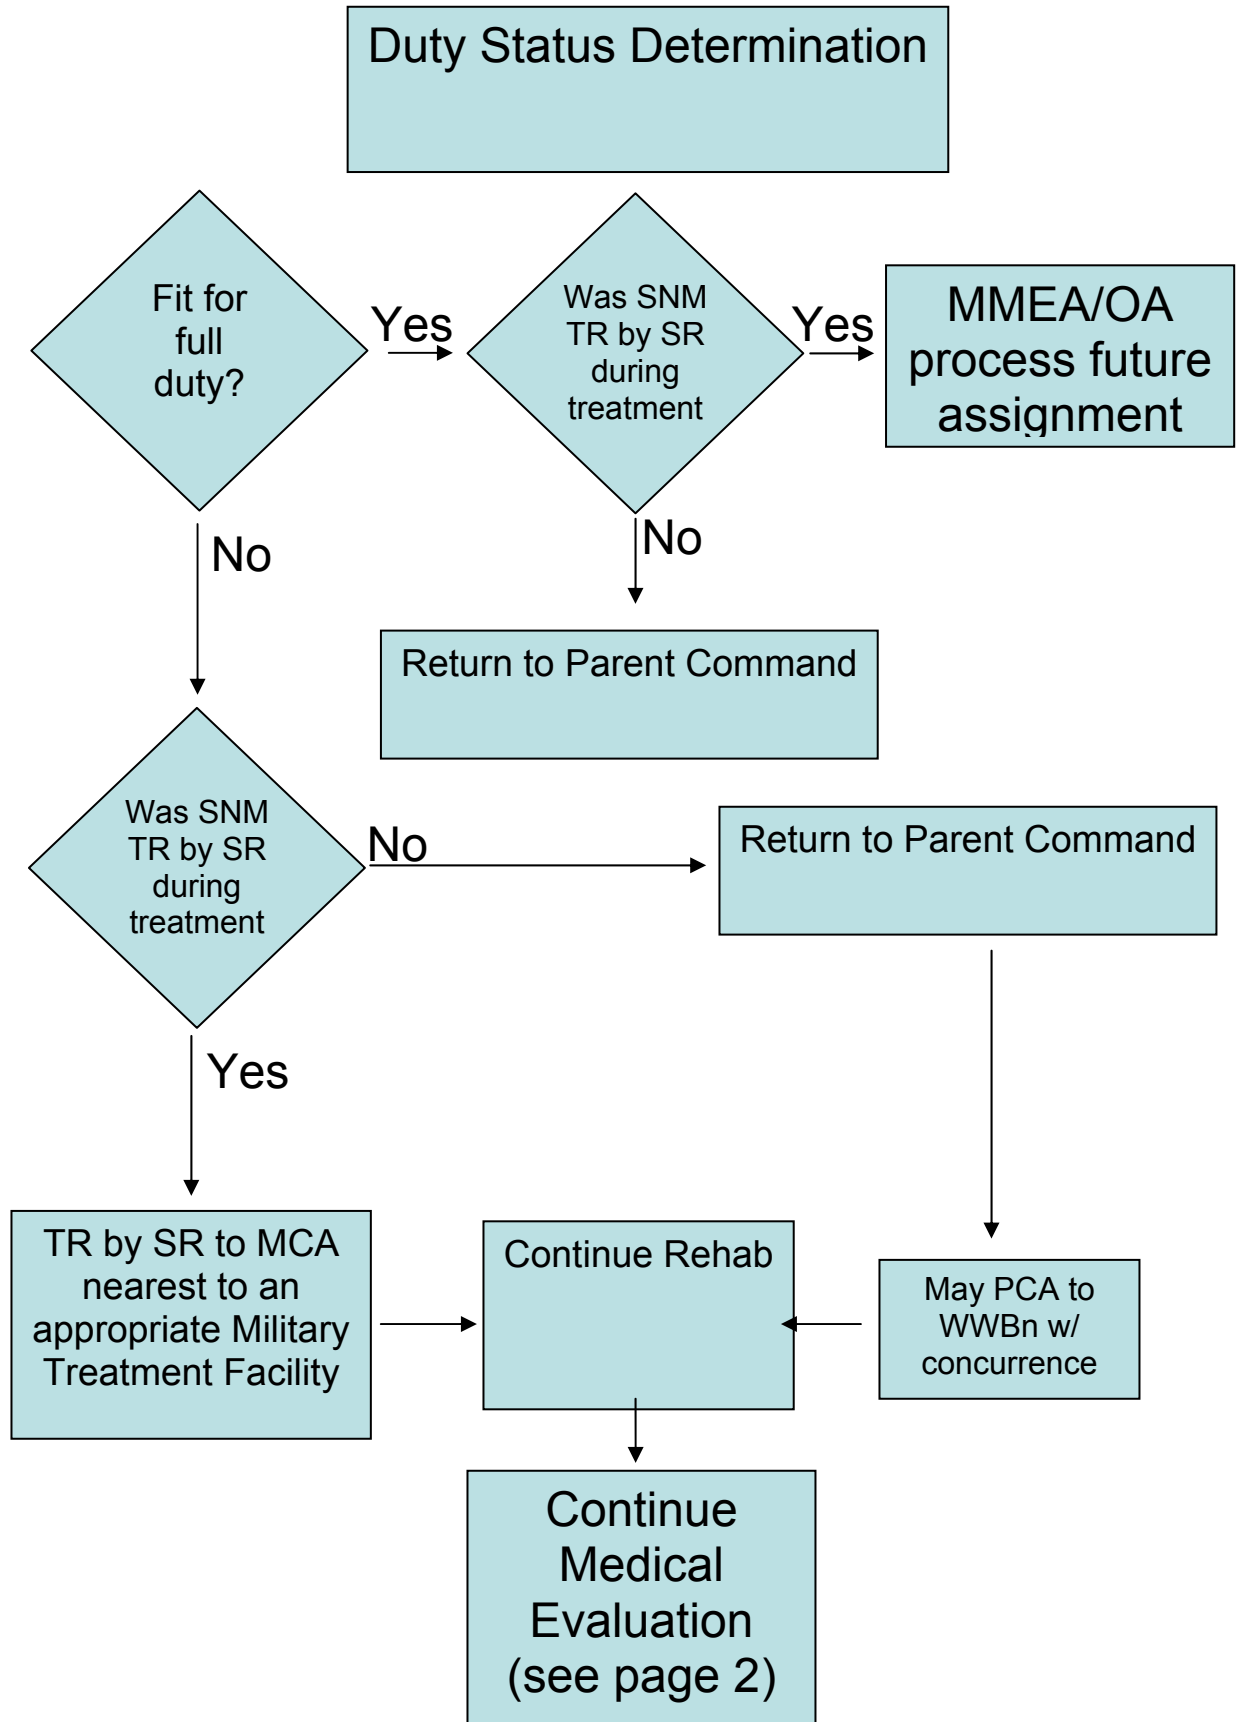 Duty Status Determination
Fit for
full
duty?
Yes
Was SNM
TR by SR
during
treatment
Yes
MMEA/OA
process future
assignment
No
No
Return to Parent Command
Was SNM
TR by SR
during
treatment
No
Return to Parent Command
Yes
TR by SR to MCA
nearest to an
appropriate Military
Treatment Facility
Continue Rehab
May PCA to
WWBn w/
concurrence
Continue
Medical
Evaluation
(see page 2)